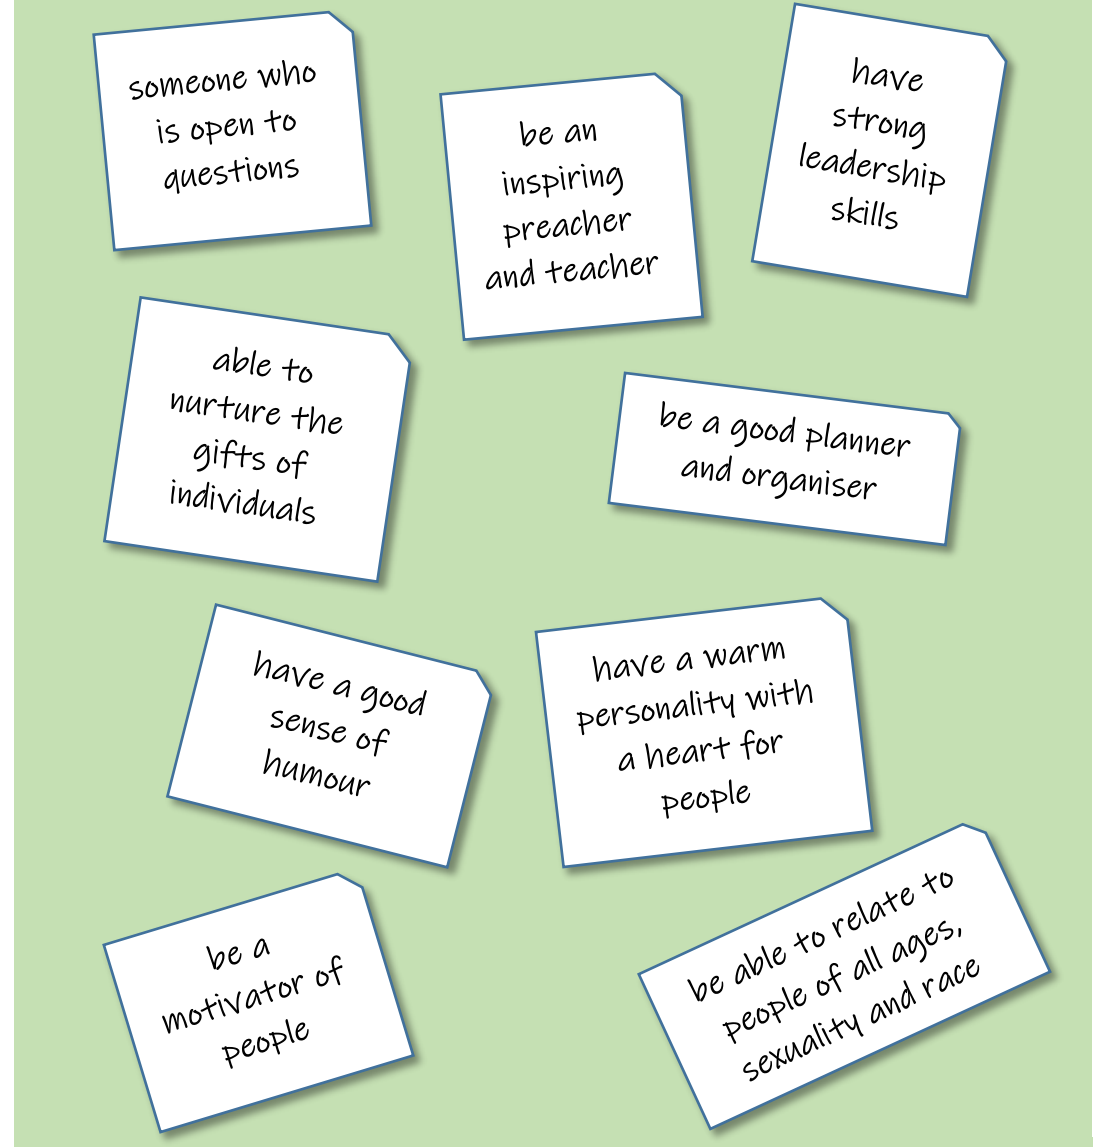 someone who
is open to
questions
be an
inspiring
preacher
and teacher
have
strong
leadership
skills
able to
nurture the
gifts of
individuals
be a good planner
and organiser
have a good
sense of
humour
have a warm
personality with
a heart for
people
be a
motivator of
people
be able to relate to
people of all ages,
sexuality and race